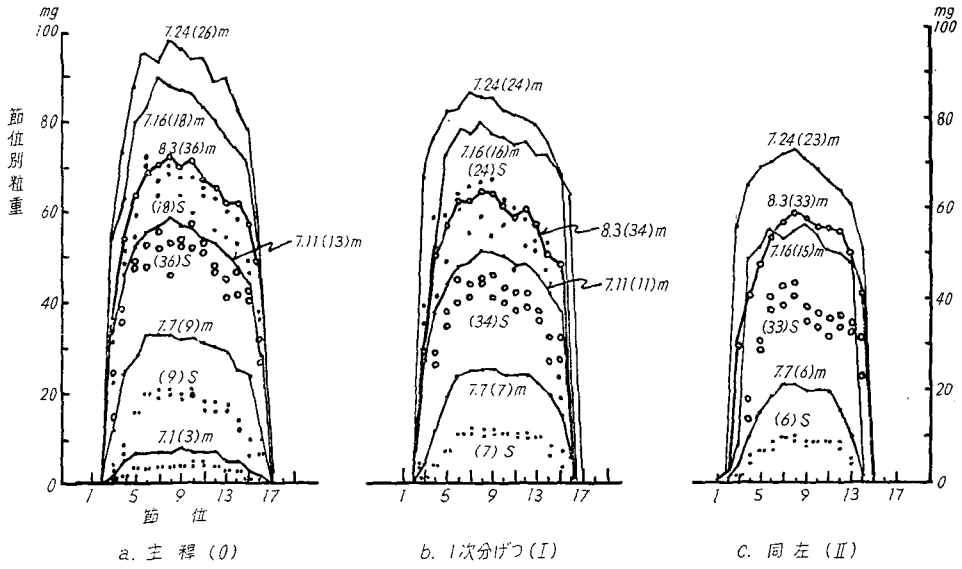 mg
100
80
60
40
20
0
節位別粒重
7.24(26)m
7.16(18)m
8.3(36)m
(18)S
7.11(13)m
(36)S
7.7(9)m
(9)S
7.1(3)m
1 5 9 13 17
節位
a. 主稈(0)
7.24(24)m
7.16(16)m
(24)S
8.3(34)m
7.11(11)m
(34)S
7.7(7)m
(7)S
1 5 9 13 17
b. 1次分げつ(I)
mg
100
80
60
40
20
0
7.24(23)m
8.3(33)m
7.16(15)m
(33)S
7.7(6)m
(6)S
1 5 9 13 17
c. 同左(II)